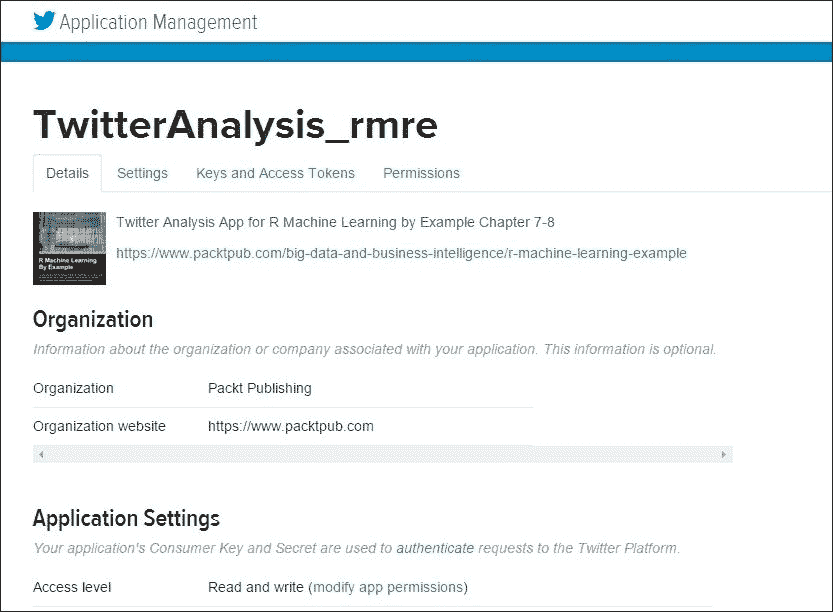 Application Management
TwitterAnalysis_rmre
Details Settings Keys and Access Tokens Permissions
R Machine Learning
By Example
Twitter Analysis App for R Machine Learning by Example Chapter 7-8
https://www.packtpub.com/big-data-and-business-intelligence/r-machine-learning-example
Organization
Information about the organization or company associated with your application. This information is optional.
Organization Packt Publishing
Organization website https://www.packtpub.com
Application Settings
Your application's Consumer Key and Secret are used to authenticate requests to the Twitter Platform.
Access level Read and write (modify app permissions)